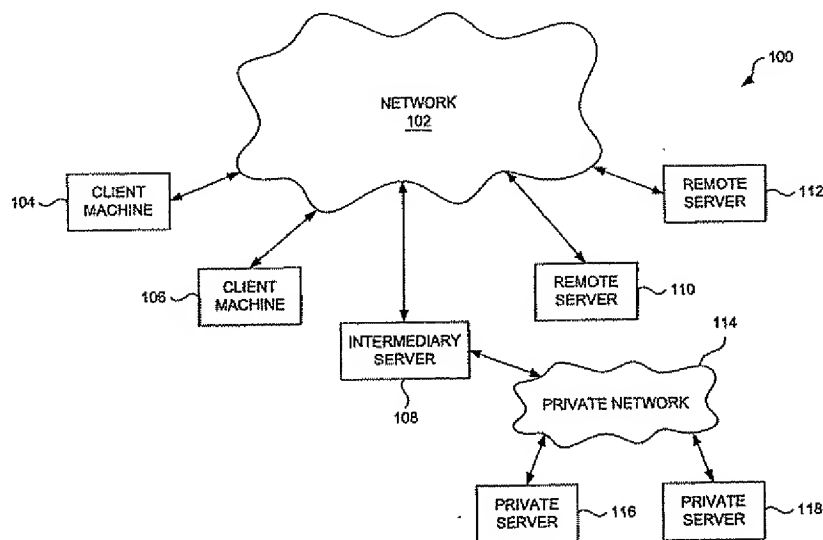 100
NETWORK
102
104
CLIENT
MACHINE
REMOTE
SERVER
112
106
CLIENT
MACHINE
REMOTE
SERVER
110
INTERMEDIARY
SERVER
108
114
PRIVATE NETWORK
PRIVATE
SERVER
116
PRIVATE
SERVER
118